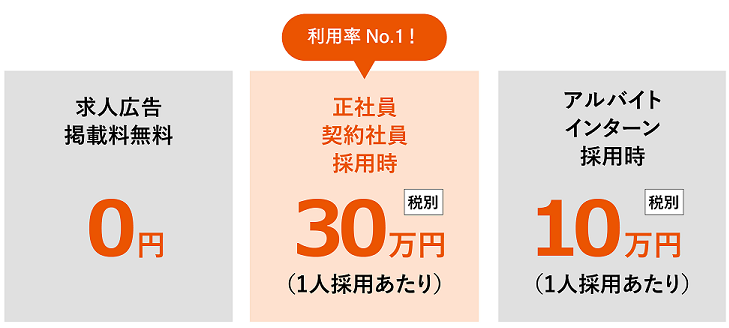 利用率 No.1！
求人広告
掲載料無料
0円
正社員
契約社員
採用時
税別
30万円
（1人採用あたり）
アルバイト
インターン
採用時
税別
10万円
（1人採用あたり）